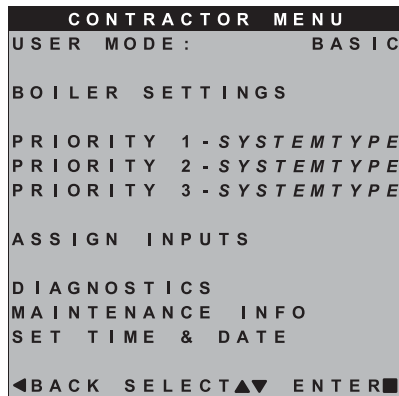 CONTRACTOR MENU
USER MODE: BASIC
BOILER SETTINGS
PRIORITY 1-SYSTEMTYPE
PRIORITY 2-SYSTEMTYPE
PRIORITY 3-SYSTEMTYPE
ASSIGN INPUTS
DIAGNOSTICS
MAINTENANCE INFO
SET TIME & DATE
◀BACK SELECT▲▼ ENTER■